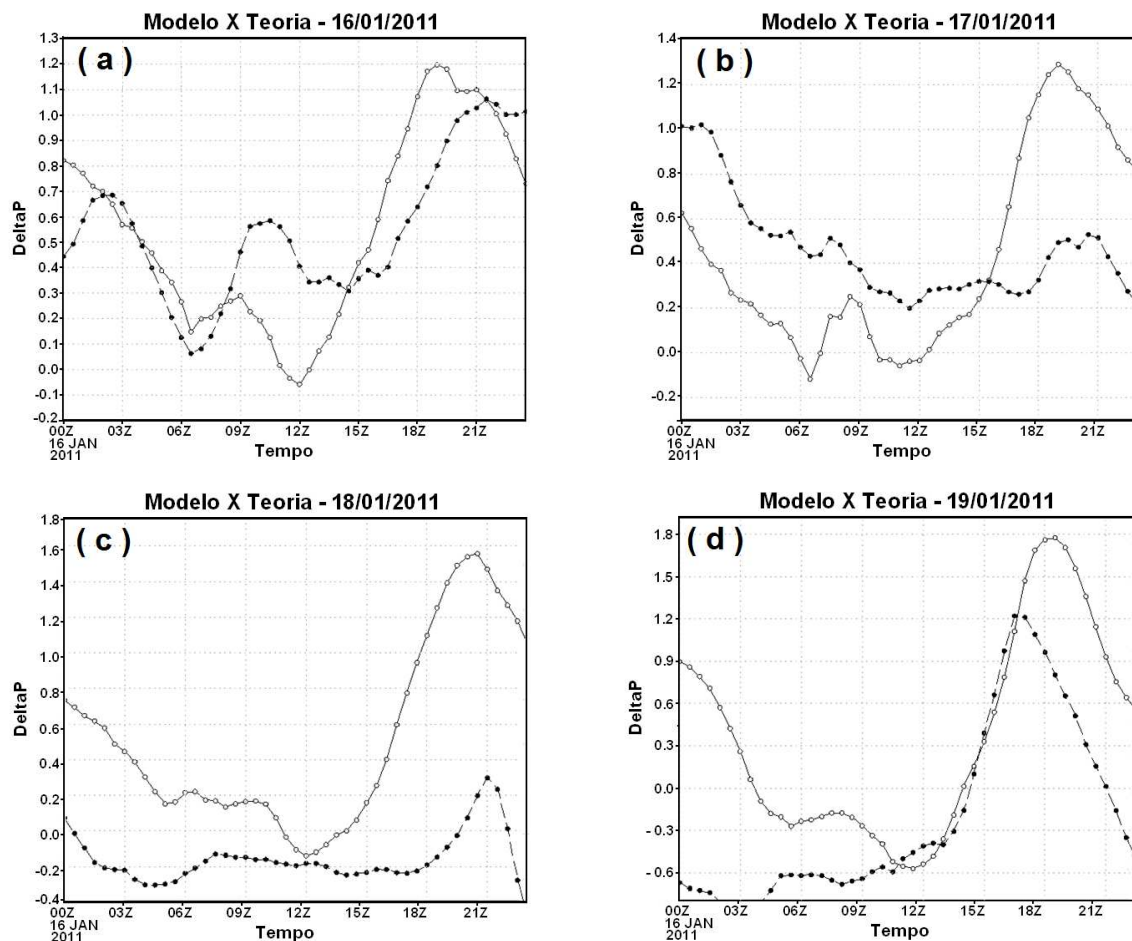 Modelo X Teoria - 16/01/2011
( a )
1.3
1.2
1.1
1.0
0.9
0.8
0.7
0.6
0.5
0.4
0.3
0.2
0.1
0.0
-0.1
-0.2
DeltaP
00Z 03Z 06Z 09Z 12Z 15Z 18Z 21Z
16 JAN
2011
Tempo
Modelo X Teoria - 17/01/2011
( b )
1.4
1.2
1.0
0.8
0.6
0.4
0.2
0.0
-0.2
DeltaP
00Z 03Z 06Z 09Z 12Z 15Z 18Z 21Z
16 JAN
2011
Tempo
Modelo X Teoria - 18/01/2011
( c )
1.8
1.6
1.4
1.2
1.0
0.8
0.6
0.4
0.2
0.0
-0.2
-0.4
DeltaP
00Z 03Z 06Z 09Z 12Z 15Z 18Z 21Z
16 JAN
2011
Tempo
Modelo X Teoria - 19/01/2011
( d )
1.8
1.5
1.2
0.9
0.6
0.3
0.0
-0.3
-0.6
DeltaP
00Z 03Z 06Z 09Z 12Z 15Z 18Z 21Z
16 JAN
2011
Tempo